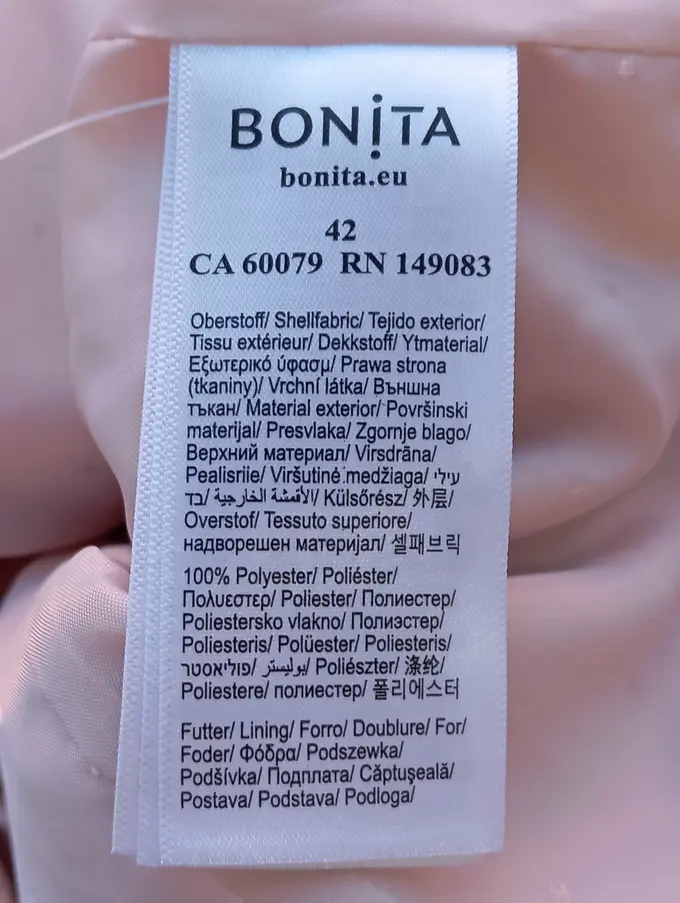 BONiTA
bonita.eu
42
CA 60079 RN 149083
Oberstoff/ Shellfabric/ Tejido exterior/
Tissu extérieur/ Dekkstoff/ Ytmaterial/
Εξωτερικό ύφασμ/ Prawa strona
(tkaniny)/ Vrchní látka/ Външна
тъкан/ Material exterior/ Površinski
materijal/ Presvlaka/ Zgornje blago/
Верхний материал/ Virsdrāna/
Pealisriie/ Viršutinė medžiaga/ עילי
בד/ الأقمشة الخارجية/ Külsőrész/ 外层/
Overstof/ Tessuto superiore/
надворешен материјал/ 셀패브릭
100% Polyester/ Poliéster/
Πολυεστερ/ Poliester/ Полиестер/
Poliestersko vlakno/ Полиэстер/
Poliesteris/ Polüester/ Poliesteris/
פוליאסטר/ بوليستر/ Poliészter/ 涤纶/
Poliestere/ полиестер/ 폴리에스터
Futter/ Lining/ Forro/ Doublure/ For/
Foder/ Φόδρα/ Podszewka/
Podšívka/ Подплата/ Căptuşeală/
Postava/ Podstava/ Podloga/